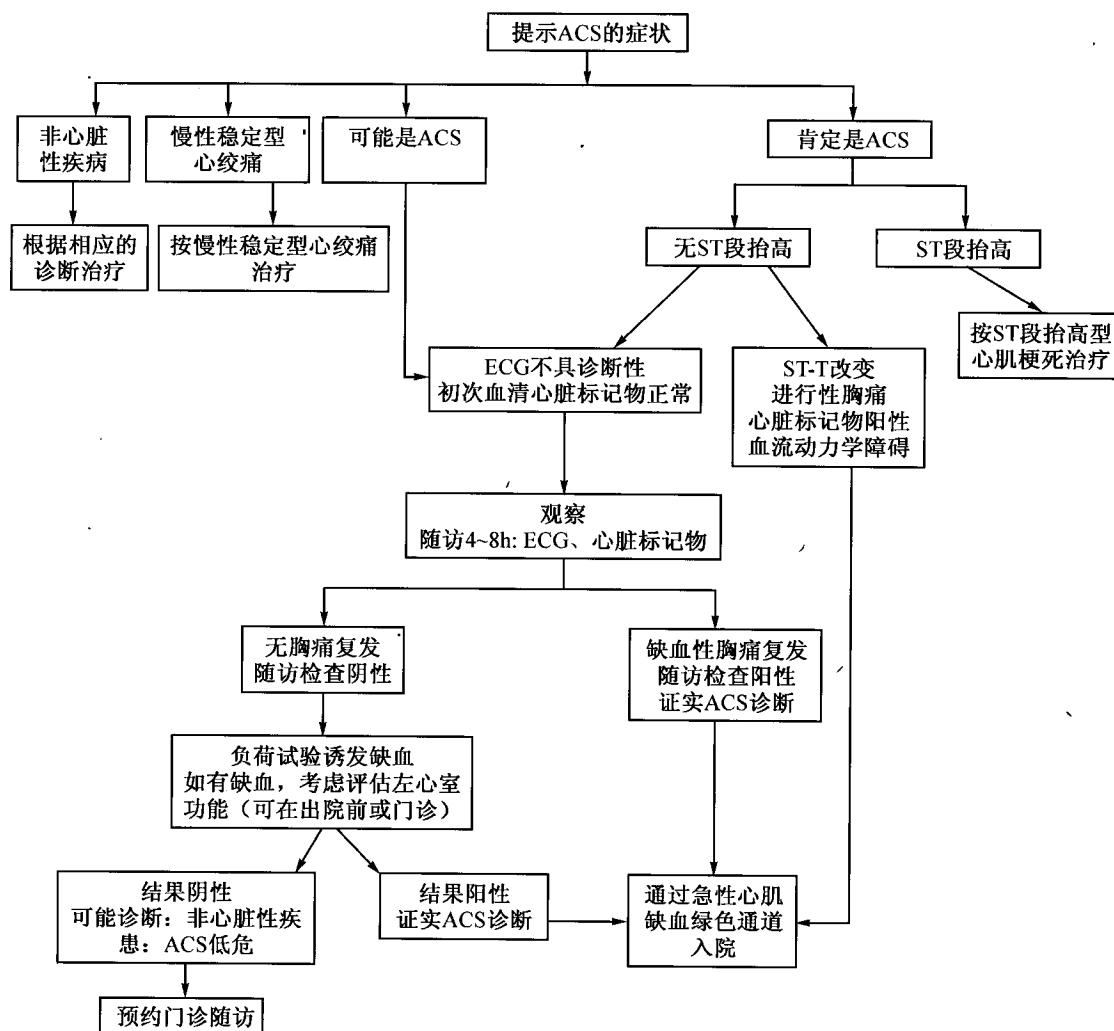 提示ACS的症状
非心脏
性疾病
慢性稳定型
心绞痛
可能是ACS
肯定是ACS
根据相应的
诊断治疗
按慢性稳定型心绞痛
治疗
无ST段抬高
ST段抬高
按ST段抬高型
心肌梗死治疗
ECG不具诊断性
初次血清心脏标记物正常
ST-T改变
进行性胸痛
心脏标记物阳性
血流动力学障碍
观察
随访4~8h: ECG、心脏标记物
无胸痛复发
随访检查阴性
缺血性胸痛复发
随访检查阳性
证实ACS诊断
负荷试验诱发缺血
如有缺血，考虑评估左心室
功能（可在出院前或门诊）
结果阴性
可能诊断：非心脏性疾
患：ACS低危
结果阳性
证实ACS诊断
通过急性心肌
缺血绿色通道
入院
预约门诊随访